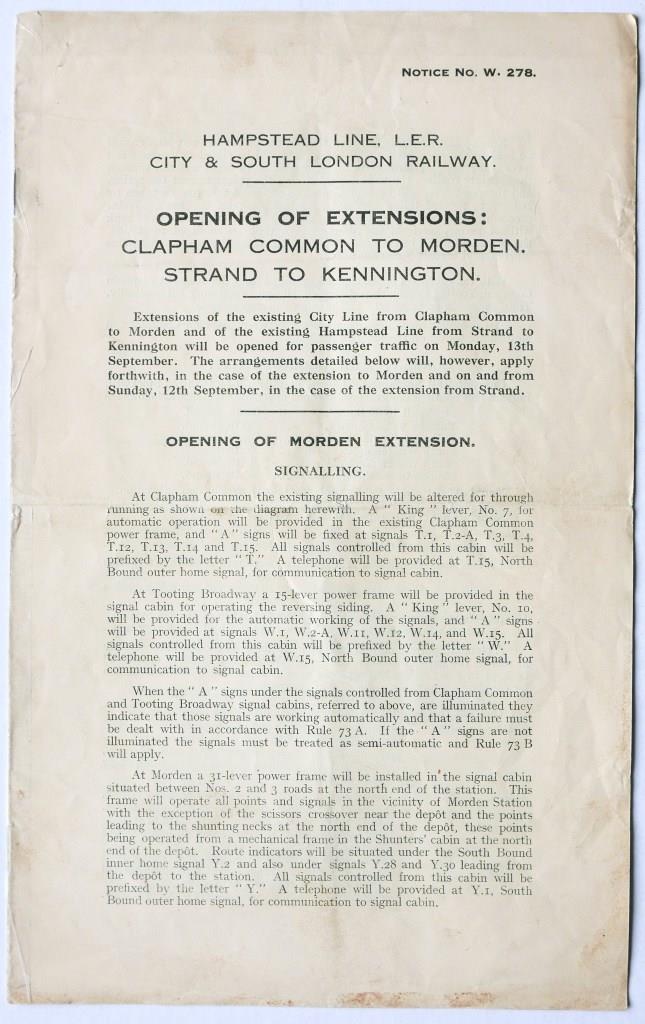 NOTICE NO. W. 278.
HAMPSTEAD LINE, L.E.R.
CITY & SOUTH LONDON RAILWAY.
OPENING OF EXTENSIONS:
CLAPHAM COMMON TO MORDEN.
STRAND TO KENNINGTON.
Extensions of the existing City Line from Clapham Common
to Morden and of the existing Hampstead Line from Strand to
Kennington will be opened for passenger traffic on Monday, 13th
September. The arrangements detailed below will, however, apply
forthwith, in the case of the extension to Morden and on and from
Sunday, 12th September, in the case of the extension from Strand.
OPENING OF MORDEN EXTENSION.
SIGNALLING.
At Clapham Common the existing signalling will be altered for through
running as shown on the diagram herewith. A " King " lever, No. 7, for
automatic operation will be provided in the existing Clapham Common
power frame, and " A " signs will be fixed at signals T.1, T.2-A, T.3, T.4,
T.12, T.13, T.14 and T.15. All signals controlled from this cabin will be
prefixed by the letter " T." A telephone will be provided at T.15, North
Bound outer home signal, for communication to signal cabin.
At Tooting Broadway a 15-lever power frame will be provided in the
signal cabin for operating the reversing siding. A " King " lever, No. 10,
will be provided for the automatic working of the signals, and " A " signs
will be provided at signals W.1, W.2-A, W.11, W.12, W.14, and W.15. All
signals controlled from this cabin will be prefixed by the letter " W." A
telephone will be provided at W.15, North Bound outer home signal, for
communication to signal cabin.
When the " A " signs under the signals controlled from Clapham Common
and Tooting Broadway signal cabins, referred to above, are illuminated they
indicate that those signals are working automatically and that a failure must
be dealt with in accordance with Rule 73 A. If the " A " signs are not
illuminated the signals must be treated as semi-automatic and Rule 73 B
will apply.
At Morden a 31-lever power frame will be installed in the signal cabin
situated between Nos. 2 and 3 roads at the north end of the station. This
frame will operate all points and signals in the vicinity of Morden Station
with the exception of the scissors crossover near the depôt and the points
leading to the shunting necks at the north end of the depôt, these points
being operated from a mechanical frame in the Shunters' cabin at the north
end of the depôt. Route indicators will be situated under the South Bound
inner home signal Y.2 and also under signals Y.28 and Y.30 leading from
the depôt to the station. All signals controlled from this cabin will be
prefixed by the letter " Y." A telephone will be provided at Y.1, South
Bound outer home signal, for communication to signal cabin.